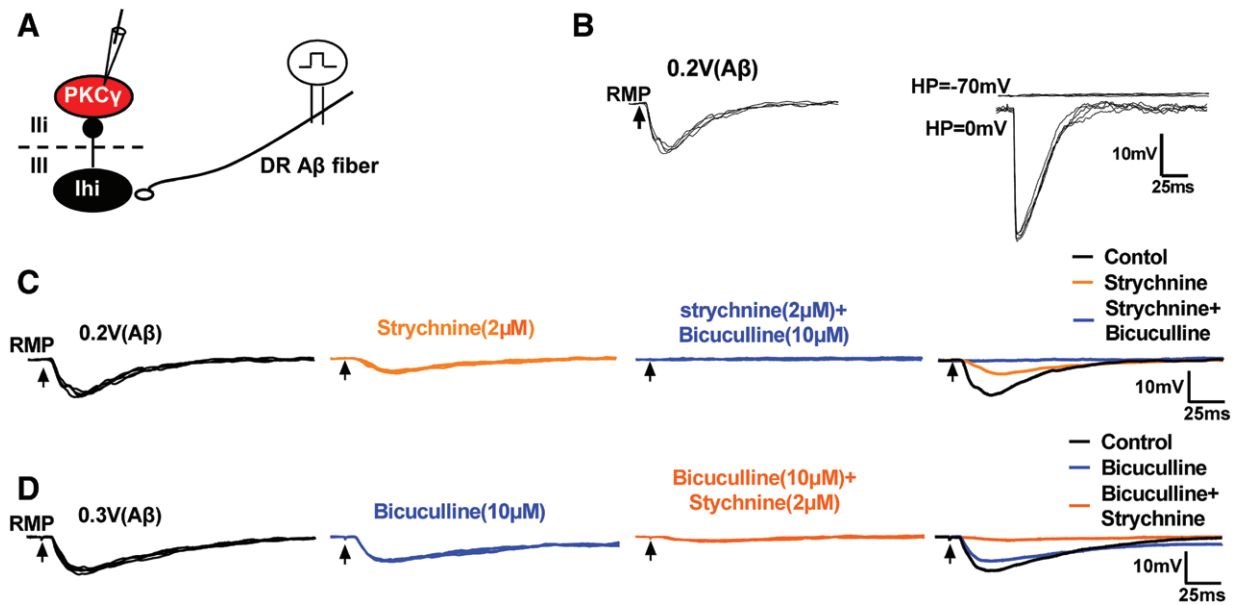 A
PKCγ
IIi
III
Ihi
DR Aβ fiber
B
0.2V(Aβ)
RMP
HP=-70mV
HP=0mV
10mV
25ms
C
0.2V(Aβ)
RMP
Strychnine(2µM)
strychnine(2µM)+
Bicuculline(10µM)
Contol
Strychnine
Strychnine+
Bicuculline
10mV
25ms
D
0.3V(Aβ)
RMP
Bicuculline(10µM)
Bicuculline(10µM)+
Stychnine(2µM)
Control
Bicuculline
Bicuculline+
Strychnine
10mV
25ms